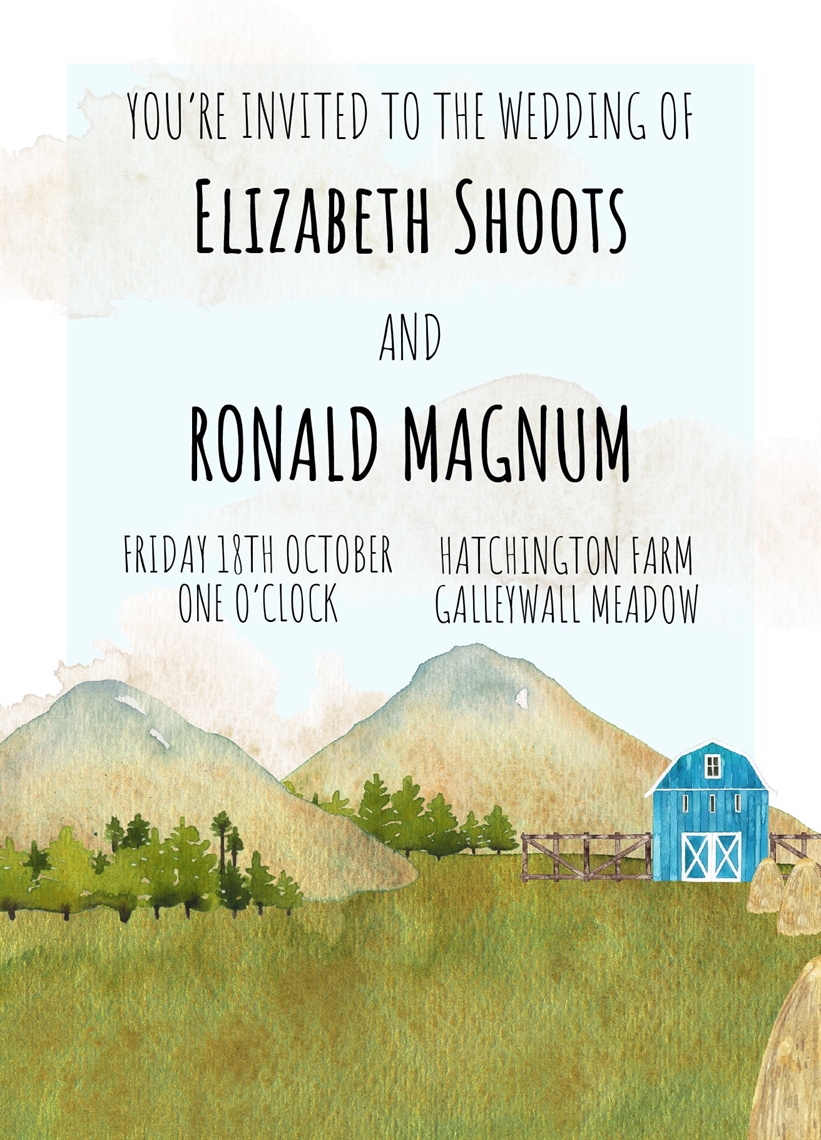 YOU'RE INVITED TO THE WEDDING OF
ELIZABETH SHOOTS
AND
RONALD MAGNUM
FRIDAY 18TH OCTOBER
ONE O'CLOCK
HATCHINGTON FARM
GALLEYWALL MEADOW